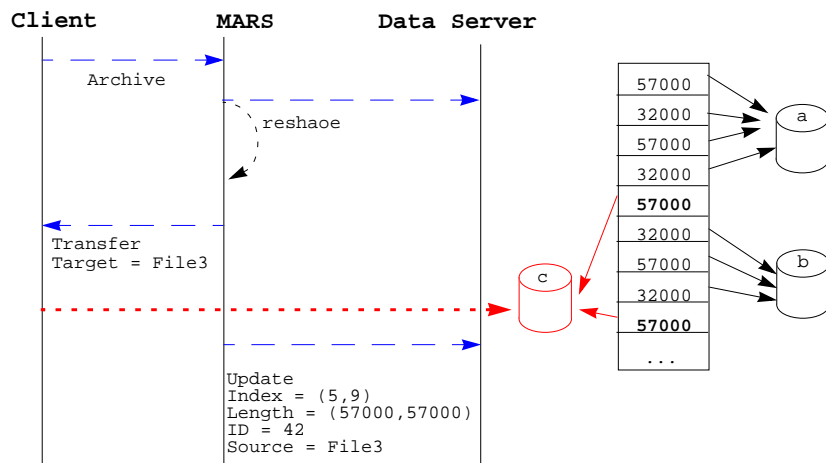 Client
MARS
Data Server
Archive
reshaoe
Transfer
Target = File3
Update
Index = (5,9)
Length = (57000,57000)
ID = 42
Source = File3
c
57000
32000
57000
32000
57000
32000
57000
32000
57000
...
a
b